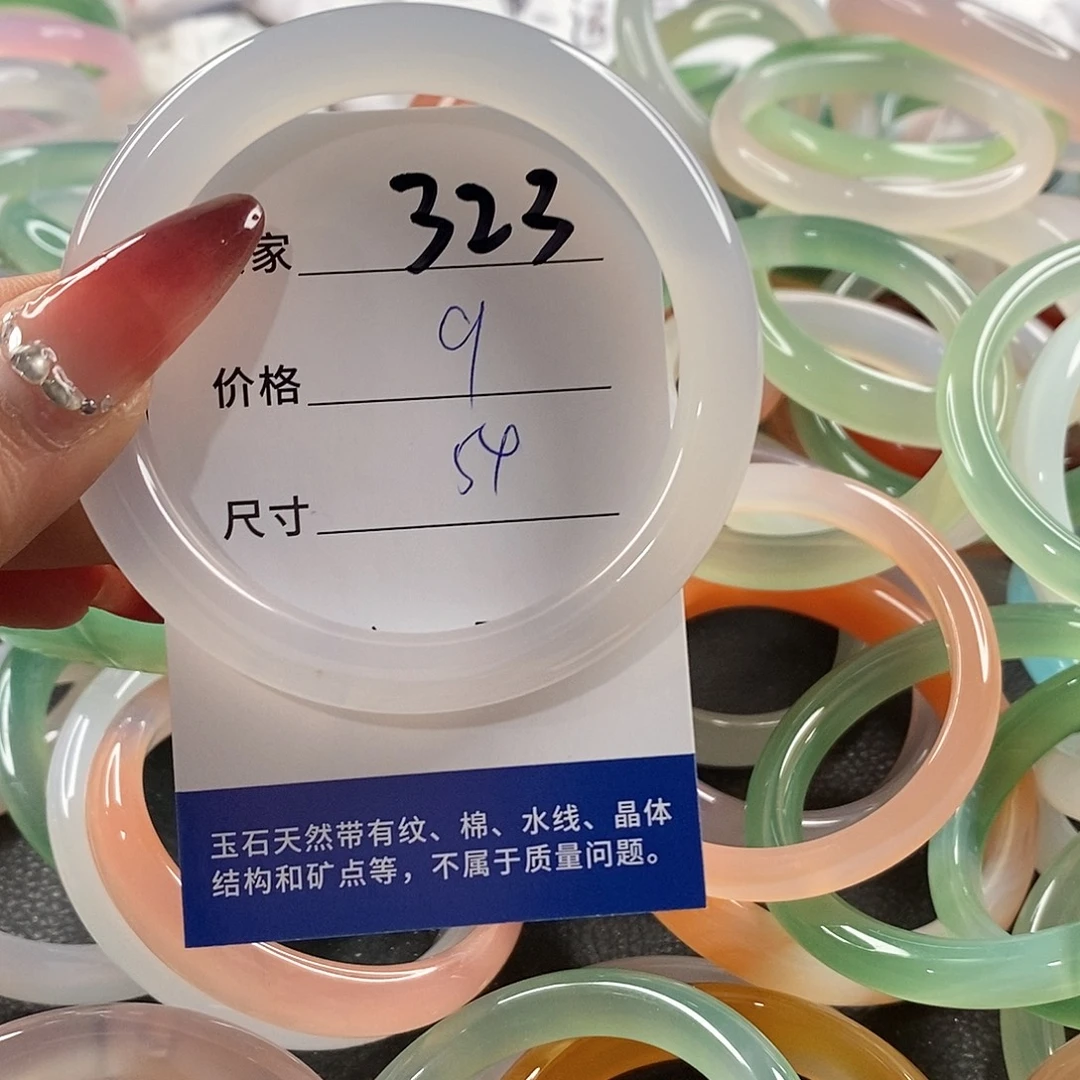 家 323
价格 9
尺寸 54
玉石天然带有纹、棉、水线、晶体
结构和矿点等，不属于质量问题。